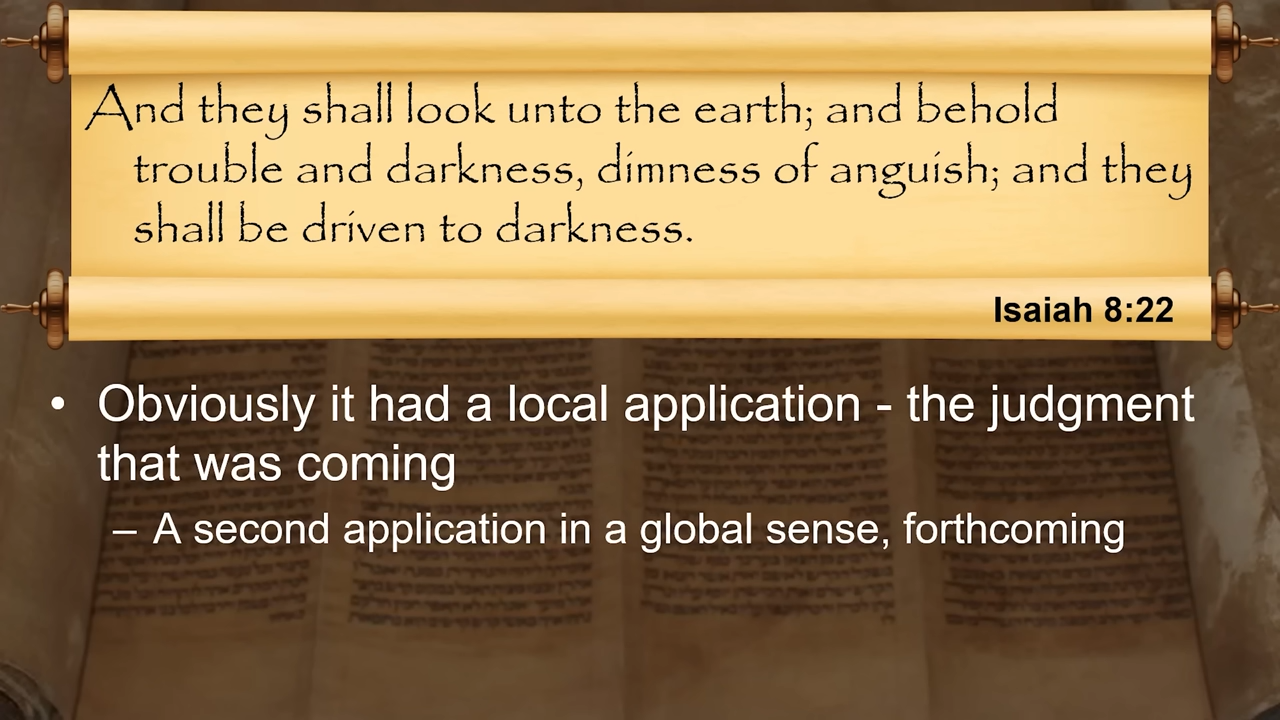 And they shall look unto the earth; and behold
trouble and darkness, dimness of anguish; and they
shall be driven to darkness.
Isaiah 8:22
• Obviously it had a local application - the judgment
that was coming
– A second application in a global sense, forthcoming